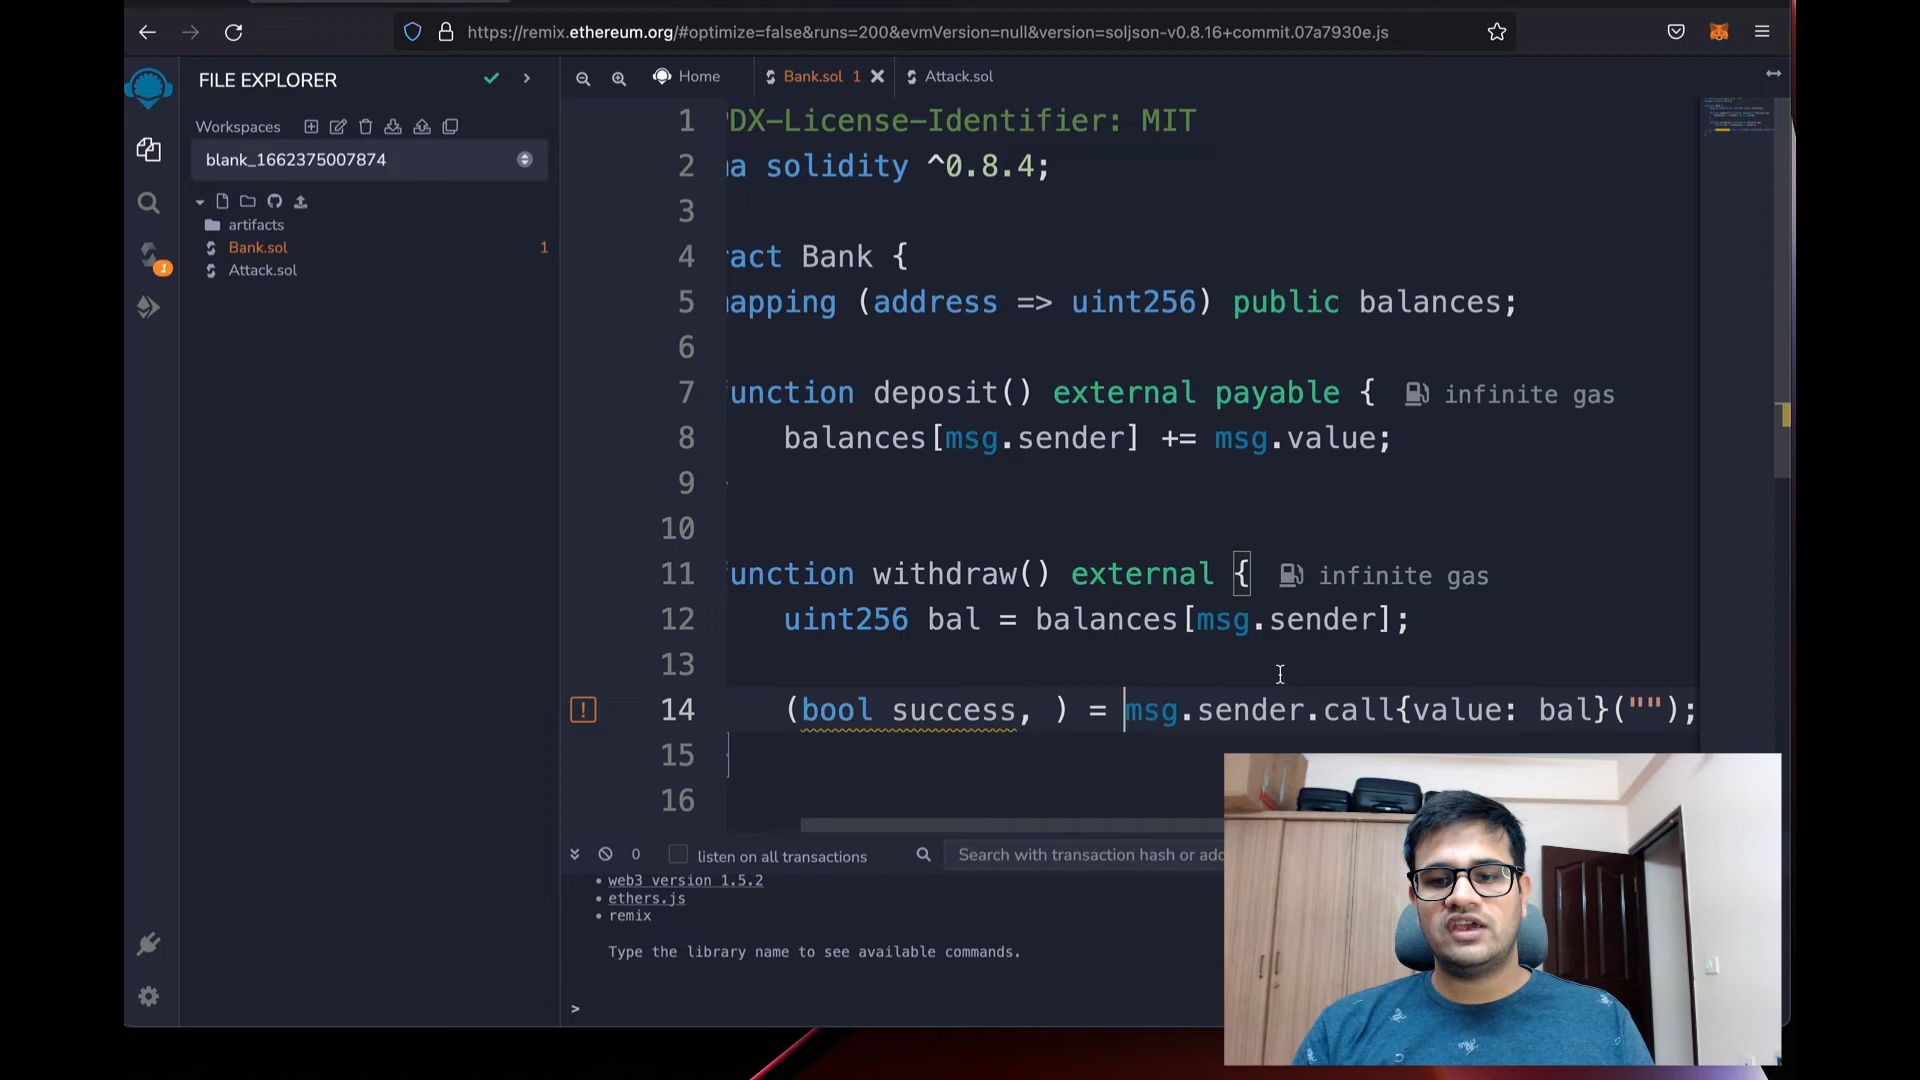 https://remix.ethereum.org/#optimize=false&runs=200&evmVersion=null&version=soljson-v0.8.16+commit.07a7930e.js
FILE EXPLORER
Workspaces
blank_1662375007874
artifacts
Bank.sol 1
Attack.sol
1
Home
Bank.sol 1
Attack.sol
1 PDX-License-Identifier: MIT
2 ma solidity ^0.8.4;
3
4 ract Bank {
5 mapping (address => uint256) public balances;
6
7 unction deposit() external payable { infinite gas
8 balances[msg.sender] += msg.value;
9
10
11 unction withdraw() external { infinite gas
12 uint256 bal = balances[msg.sender];
13
14 (bool success, ) = msg.sender.call{value: bal}("");
15
16
0 listen on all transactions Search with transaction hash or add
• web3 version 1.5.2
• ethers.js
• remix
Type the library name to see available commands.
>